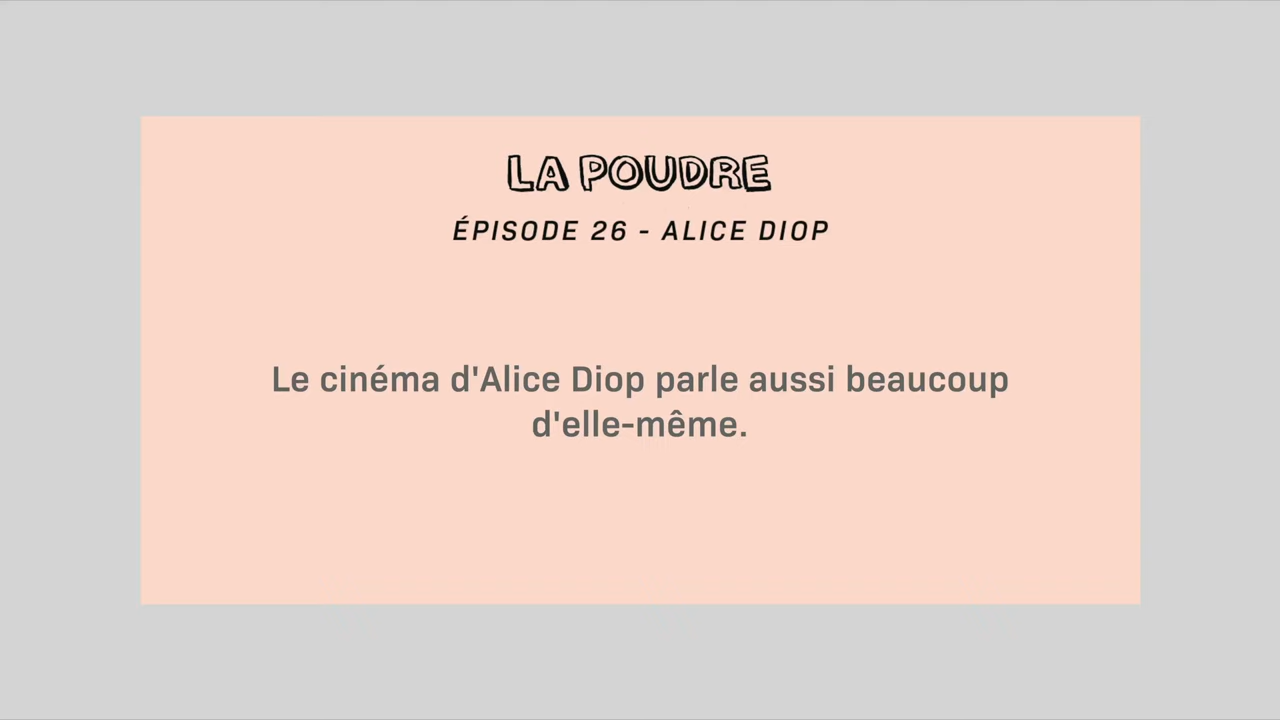 LA POUDRE
ÉPISODE 26 - ALICE DIOP
Le cinéma d'Alice Diop parle aussi beaucoup
d'elle-même.